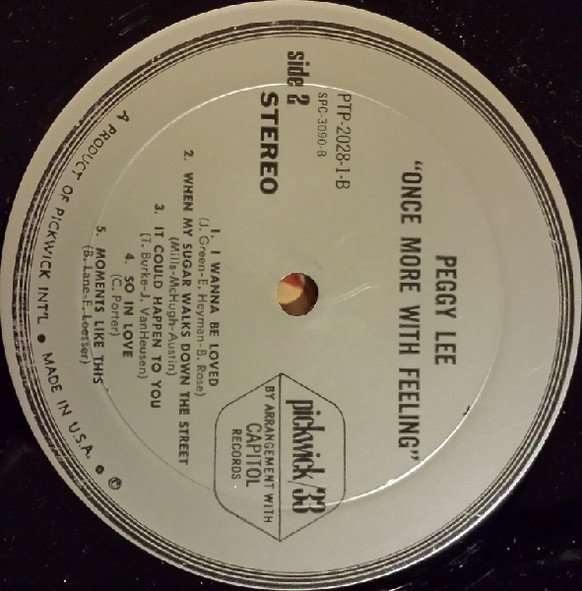 PEGGY LEE
"ONCE MORE WITH FEELING"
PTP-2028-1-B
SPC-3090-B
side 2
STEREO
pickwick/33
BY ARRANGEMENT WITH
CAPITOL
RECORDS
1. I WANNA BE LOVED
(J. Green-E. Heyman-B. Rose)
2. WHEN MY SUGAR WALKS DOWN THE STREET
(Mills-McHugh-Austin)
3. IT COULD HAPPEN TO YOU
(T. Burke-J. VanHeusen)
4. SO IN LOVE
(C. Porter)
5. MOMENTS LIKE THIS
(B. Lane-F. Loesser)
A PRODUCT OF PICKWICK INT'L ● MADE IN U.S.A. ● ©